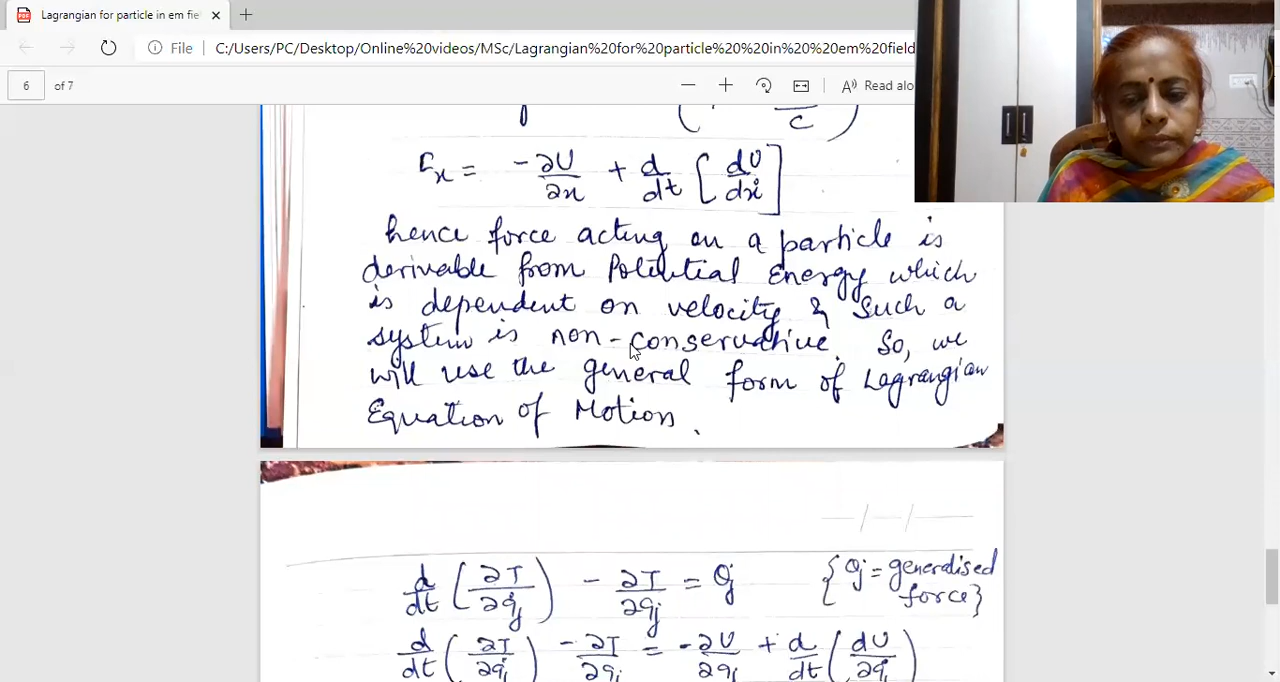 Lagrangian for particle in em fie
File
C:/Users/PC/Desktop/Online%20videos/MSc/Lagrangian%20for%20particle%20%20in%20%20em%20field
6 of 7
Read alo
c
Fx = -∂U/∂x + d/dt [dU/dẋ]
hence force acting on a particle is
derivable from Potential Energy which
is dependent on velocity & Such a
system is non-conservative. So, we
will use the general form of Lagrangian
Equation of Motion.
d/dt (∂T/∂q̇j) - ∂T/∂qj = Qj {Qj = generalised force}
d/dt (∂T/∂q̇j) - ∂T/∂qj = -∂U/∂qj + d/dt (dU/∂q̇j)